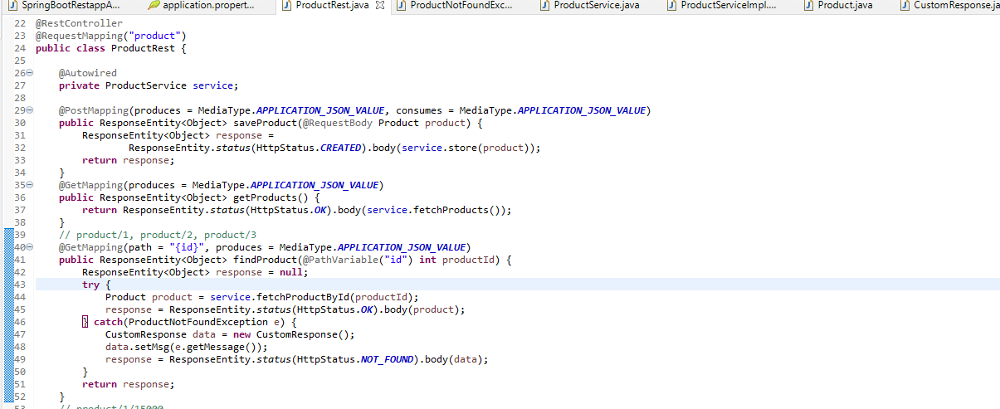 SpringBootRestappA... application.propert... ProductRest.java ProductNotFoundExc... ProductService.java ProductServiceImpl.... Product.java CustomResponse.ja
22 @RestController
23 @RequestMapping("product")
24 public class ProductRest {
25
26 @Autowired
27 private ProductService service;
28
29 @PostMapping(produces = MediaType.APPLICATION_JSON_VALUE, consumes = MediaType.APPLICATION_JSON_VALUE)
30 public ResponseEntity<Object> saveProduct(@RequestBody Product product) {
31 ResponseEntity<Object> response =
32 ResponseEntity.status(HttpStatus.CREATED).body(service.store(product));
33 return response;
34 }
35 @GetMapping(produces = MediaType.APPLICATION_JSON_VALUE)
36 public ResponseEntity<Object> getProducts() {
37 return ResponseEntity.status(HttpStatus.OK).body(service.fetchProducts());
38 }
39 // product/1, product/2, product/3
40 @GetMapping(path = "{id}", produces = MediaType.APPLICATION_JSON_VALUE)
41 public ResponseEntity<Object> findProduct(@PathVariable("id") int productId) {
42 ResponseEntity<Object> response = null;
43 try {
44 Product product = service.fetchProductById(productId);
45 response = ResponseEntity.status(HttpStatus.OK).body(product);
46 } catch(ProductNotFoundException e) {
47 CustomResponse data = new CustomResponse();
48 data.setMsg(e.getMessage());
49 response = ResponseEntity.status(HttpStatus.NOT_FOUND).body(data);
50 }
51 return response;
52 }
53 // product/1/15000